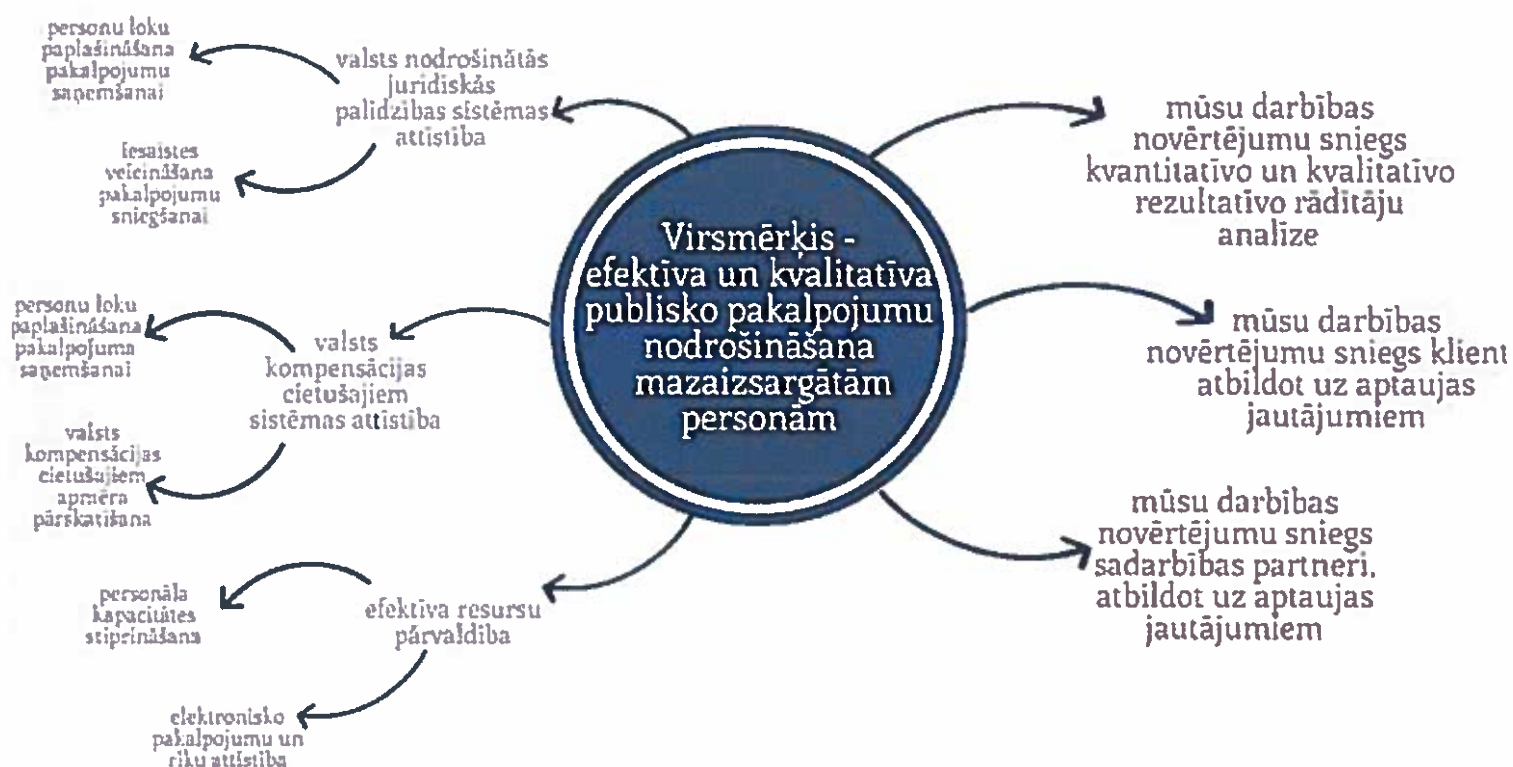 personu loku
paplašināšana
pakalpojumu
saņemšanai
valsts nodrošinātās
juridiskās
palīdzības sistēmas
attīstība
iesaistes
veicināšana
pakalpojumu
sniegšanai
personu loku
paplašināšana
pakalpojuma
saņemšanai
valsts
kompensācijas
cietušajiem
sistēmas attīstība
valsts
kompensācijas
cietušajiem
apmēra
pārskatīšana
personāla
kapacitātes
stiprināšana
efektīva resursu
pārvaldība
elektronisko
pakalpojumu un
rīku attīstība
Virsmērķis -
efektīva un kvalitatīva
publisko pakalpojumu
nodrošināšana
mazaizsargātām
personām
mūsu darbības
novērtējumu sniegs
kvantitatīvo un kvalitatīvo
rezultatīvo rādītāju
analīze
mūsu darbības
novērtējumu sniegs klient
atbildot uz aptaujas
jautājumiem
mūsu darbības
novērtējumu sniegs
sadarbības partneri,
atbildot uz aptaujas
jautājumiem